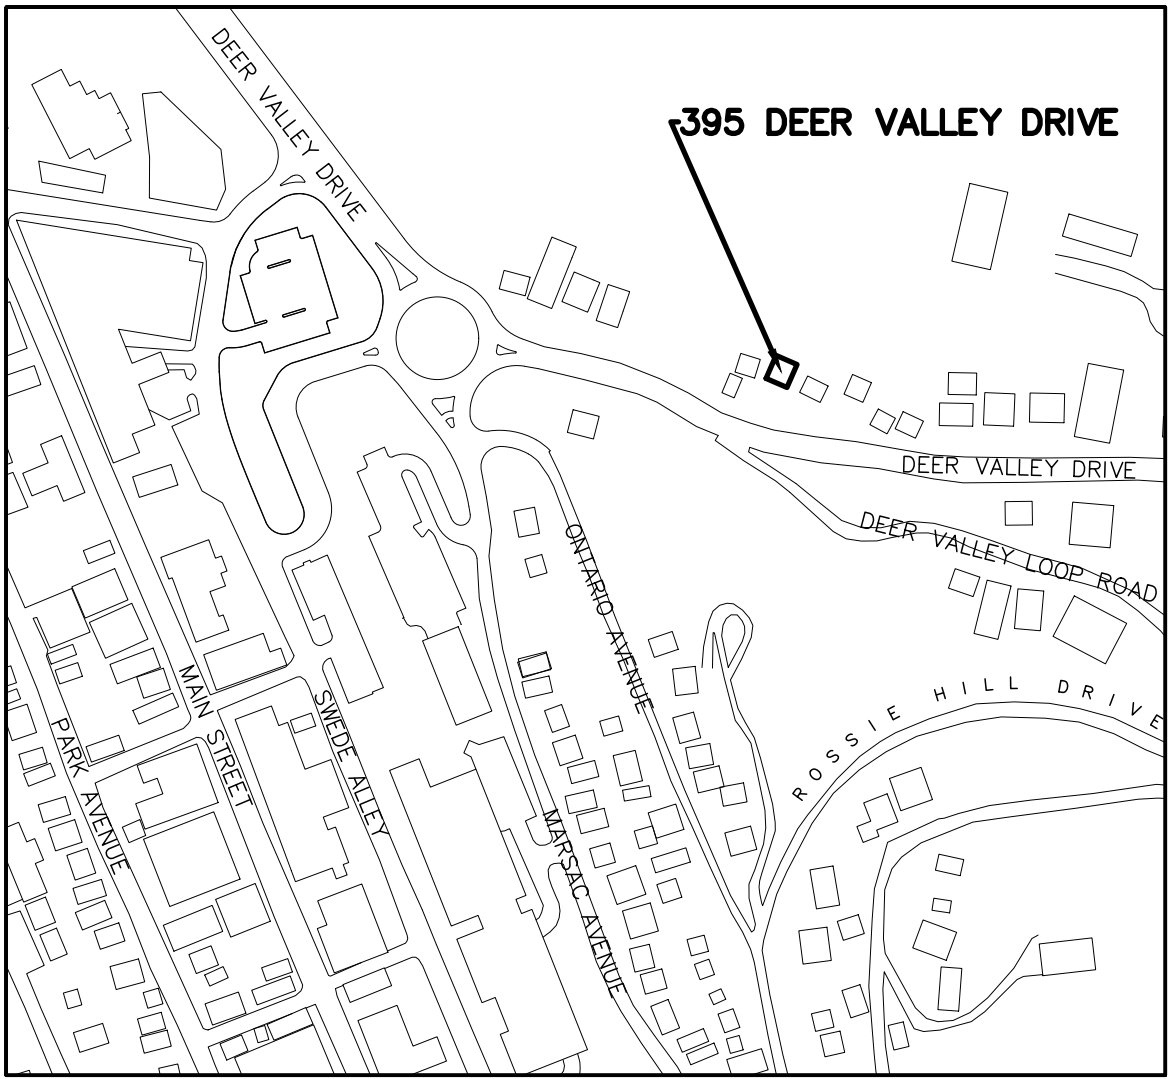 DEER VALLEY DRIVE
395 DEER VALLEY DRIVE
DEER VALLEY DRIVE
DEER VALLEY LOOP ROAD
ONTARIO AVENUE
MAIN STREET
SWEDE ALLEY
PARK AVENUE
ROSSIE HILL DRIVE
MARSAC AVENUE